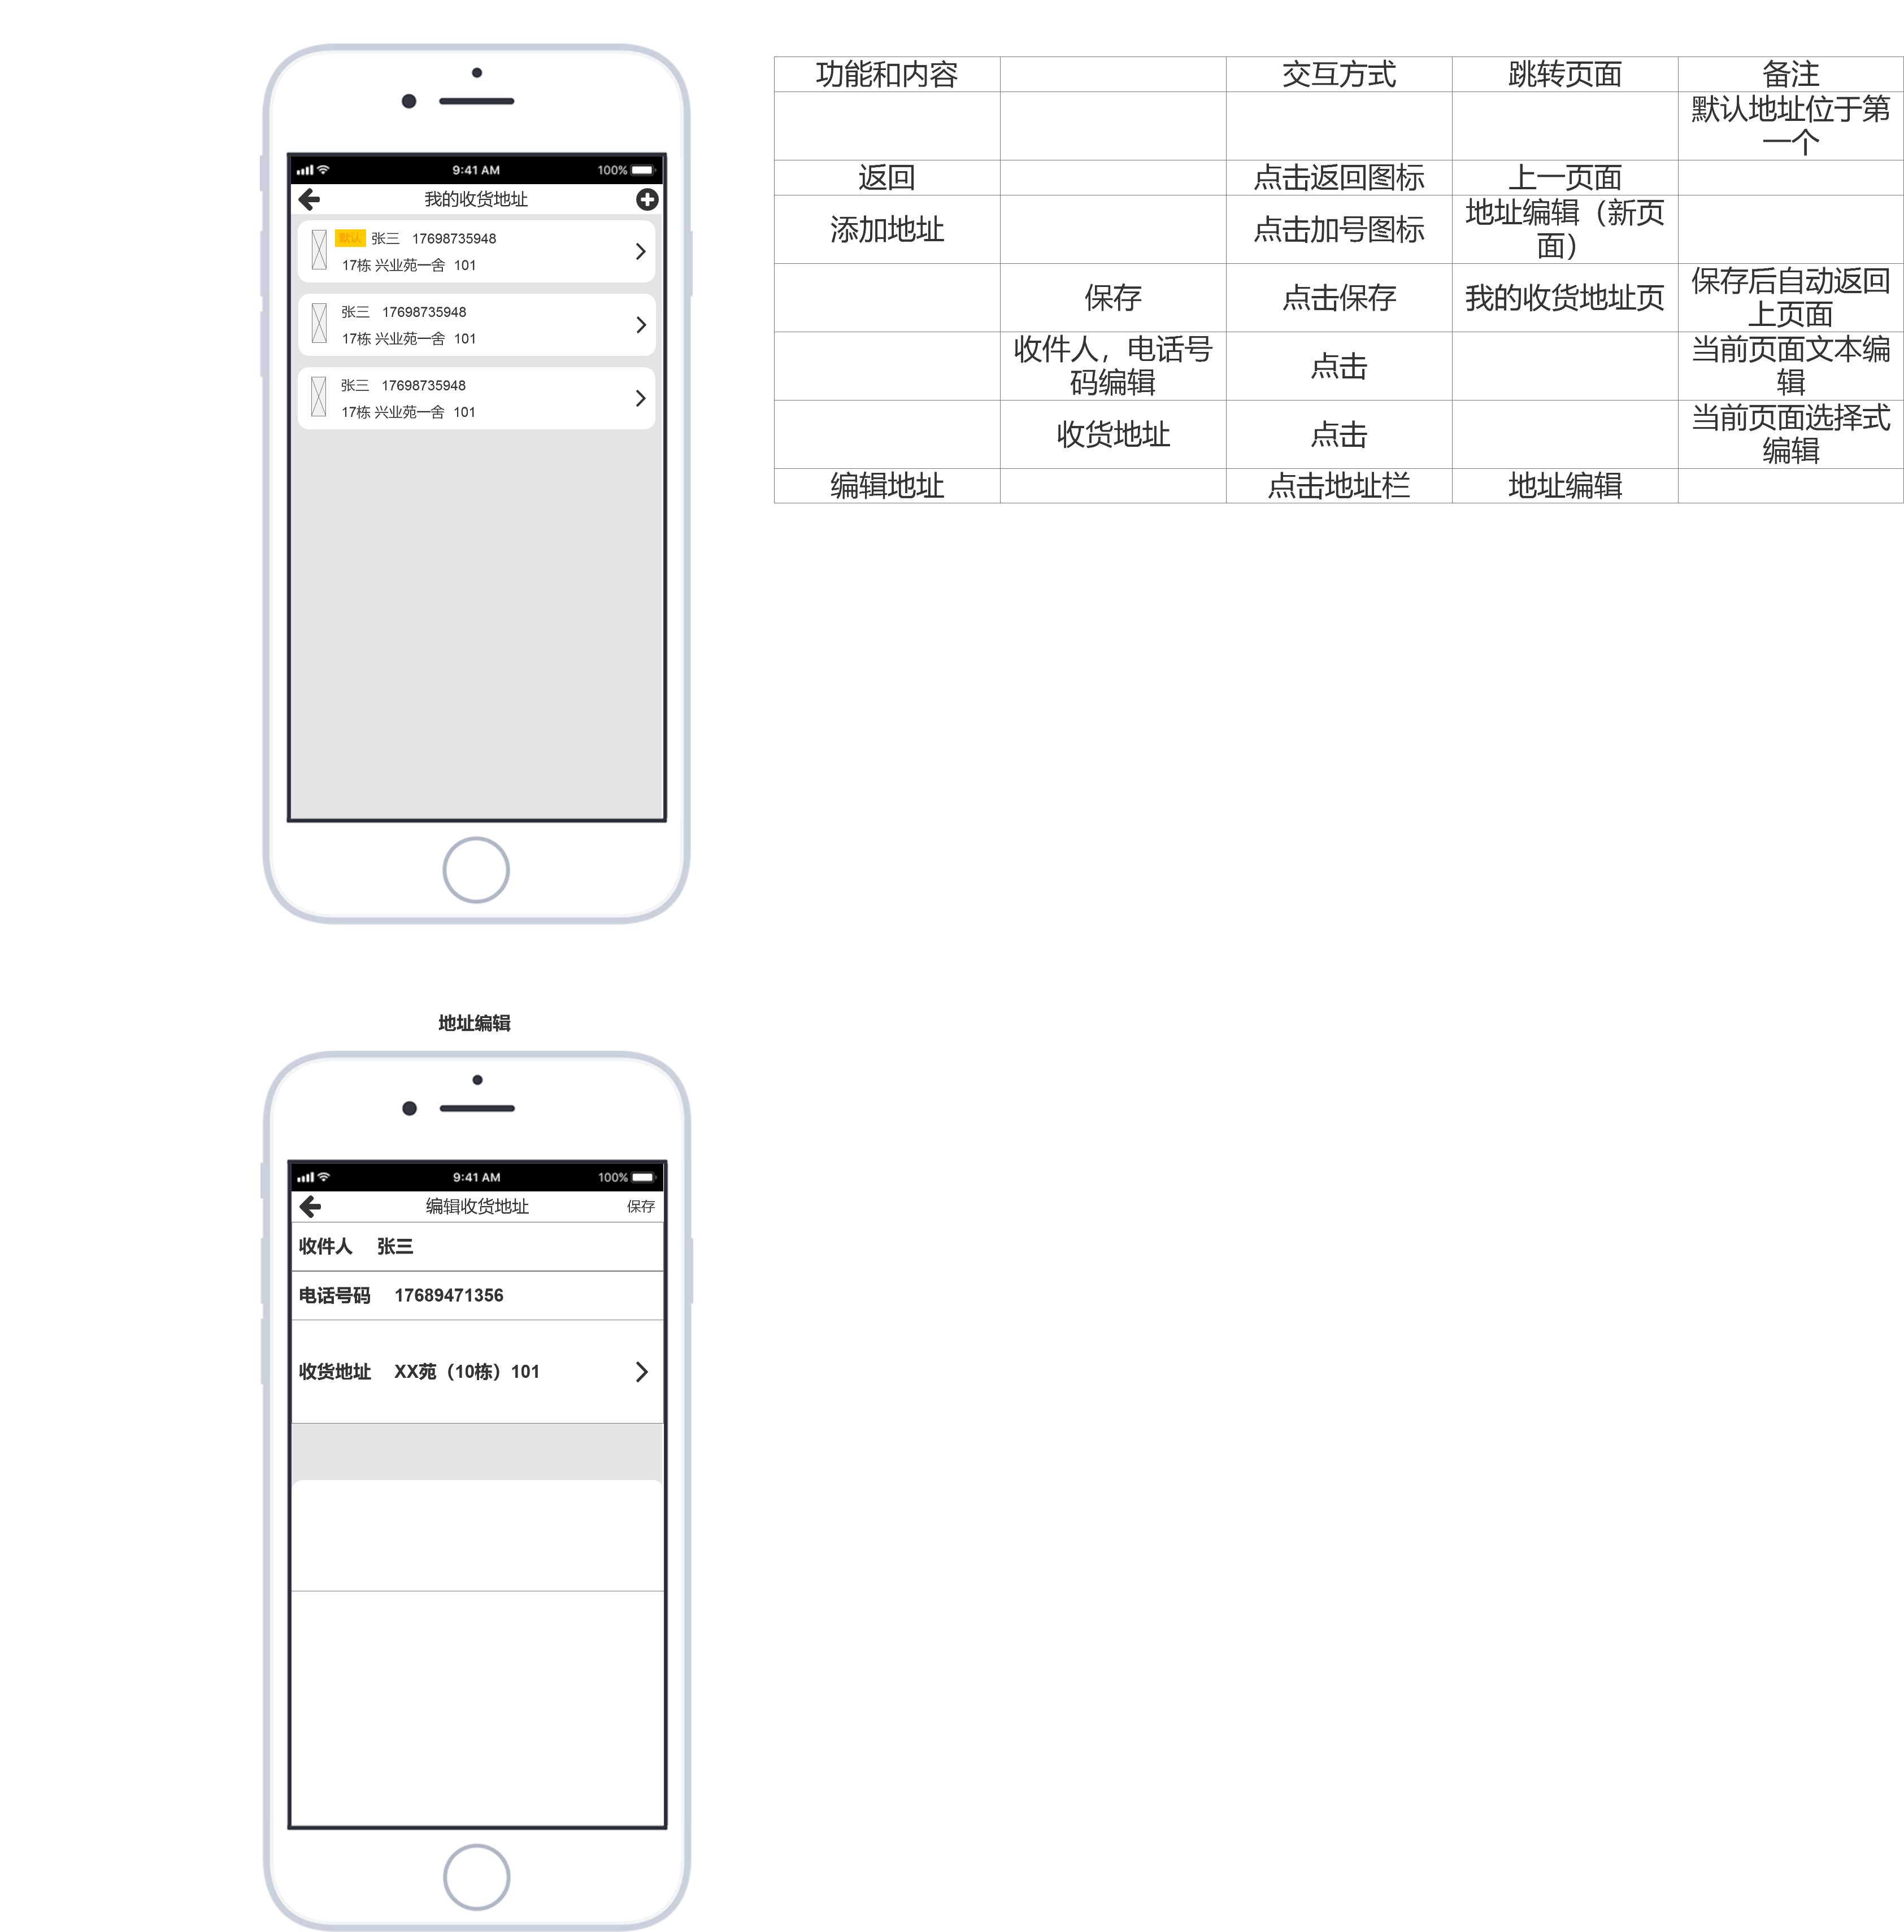 9:41 AM 100%
我的收货地址
默认 张三 17698735948
17栋 兴业苑一舍 101
张三 17698735948
17栋 兴业苑一舍 101
张三 17698735948
17栋 兴业苑一舍 101
功能和内容 交互方式 跳转页面 备注
默认地址位于第
一个
返回 点击返回图标 上一页面
添加地址 点击加号图标 地址编辑（新页
面）
保存 点击保存 我的收货地址页 保存后自动返回
上页面
收件人，电话号
码编辑 点击 当前页面文本编
辑
收货地址 点击 当前页面选择式
编辑
编辑地址 点击地址栏 地址编辑
地址编辑
9:41 AM 100%
编辑收货地址 保存
收件人 张三
电话号码 17689471356
收货地址 XX苑（10栋）101